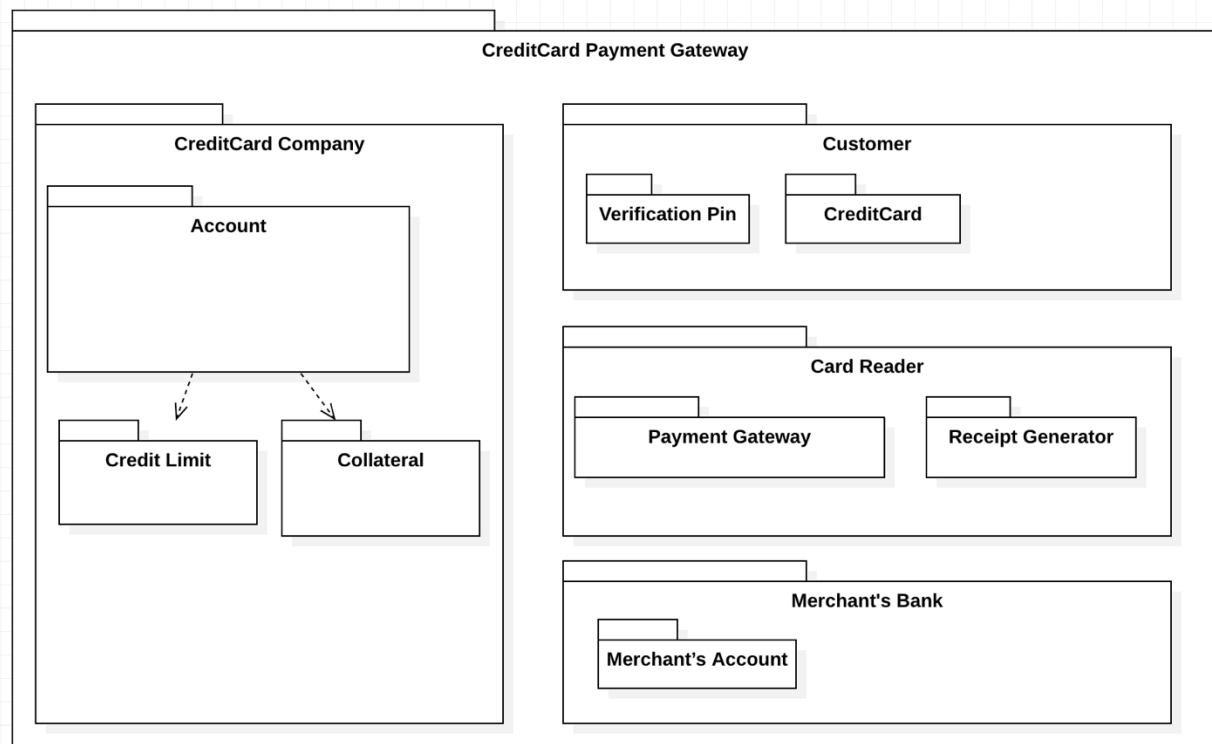 CreditCard Payment Gateway
CreditCard Company
Account
Credit Limit
Collateral
Customer
Verification Pin
CreditCard
Card Reader
Payment Gateway
Receipt Generator
Merchant's Bank
Merchant’s Account